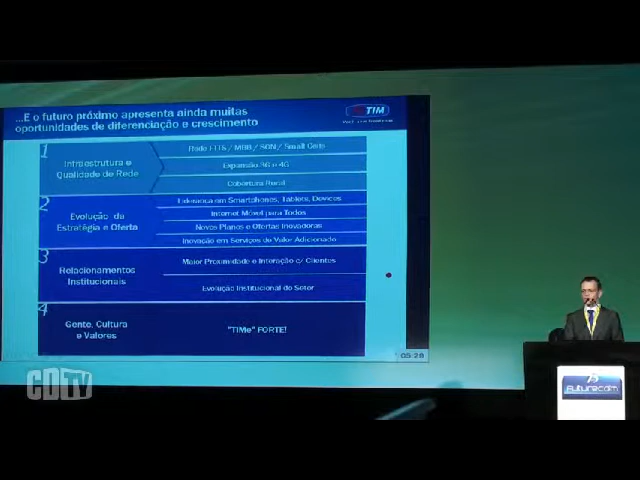 ...E o futuro próximo apresenta ainda muitas
oportunidades de diferenciação e crescimento
TIM
1
Infraestrutura e
Qualidade de Rede
Rede FTTS / MBB / SON / Small Cells
Expansão 3G e 4G
Cobertura Rural
2
Evolução da
Estratégia e Oferta
Liderança em Smartphones, Tablets, Devices
Internet Móvel para Todos
Novos Planos e Ofertas Inovadoras
Inovação em Serviços de Valor Adicionado
3
Relacionamentos
Institucionais
Maior Proximidade e Interação c/ Clientes
Evolução Institucional do Setor
4
Gente, Cultura
e Valores
"TIMe" FORTE!
05:28
CDTV
Futurecom